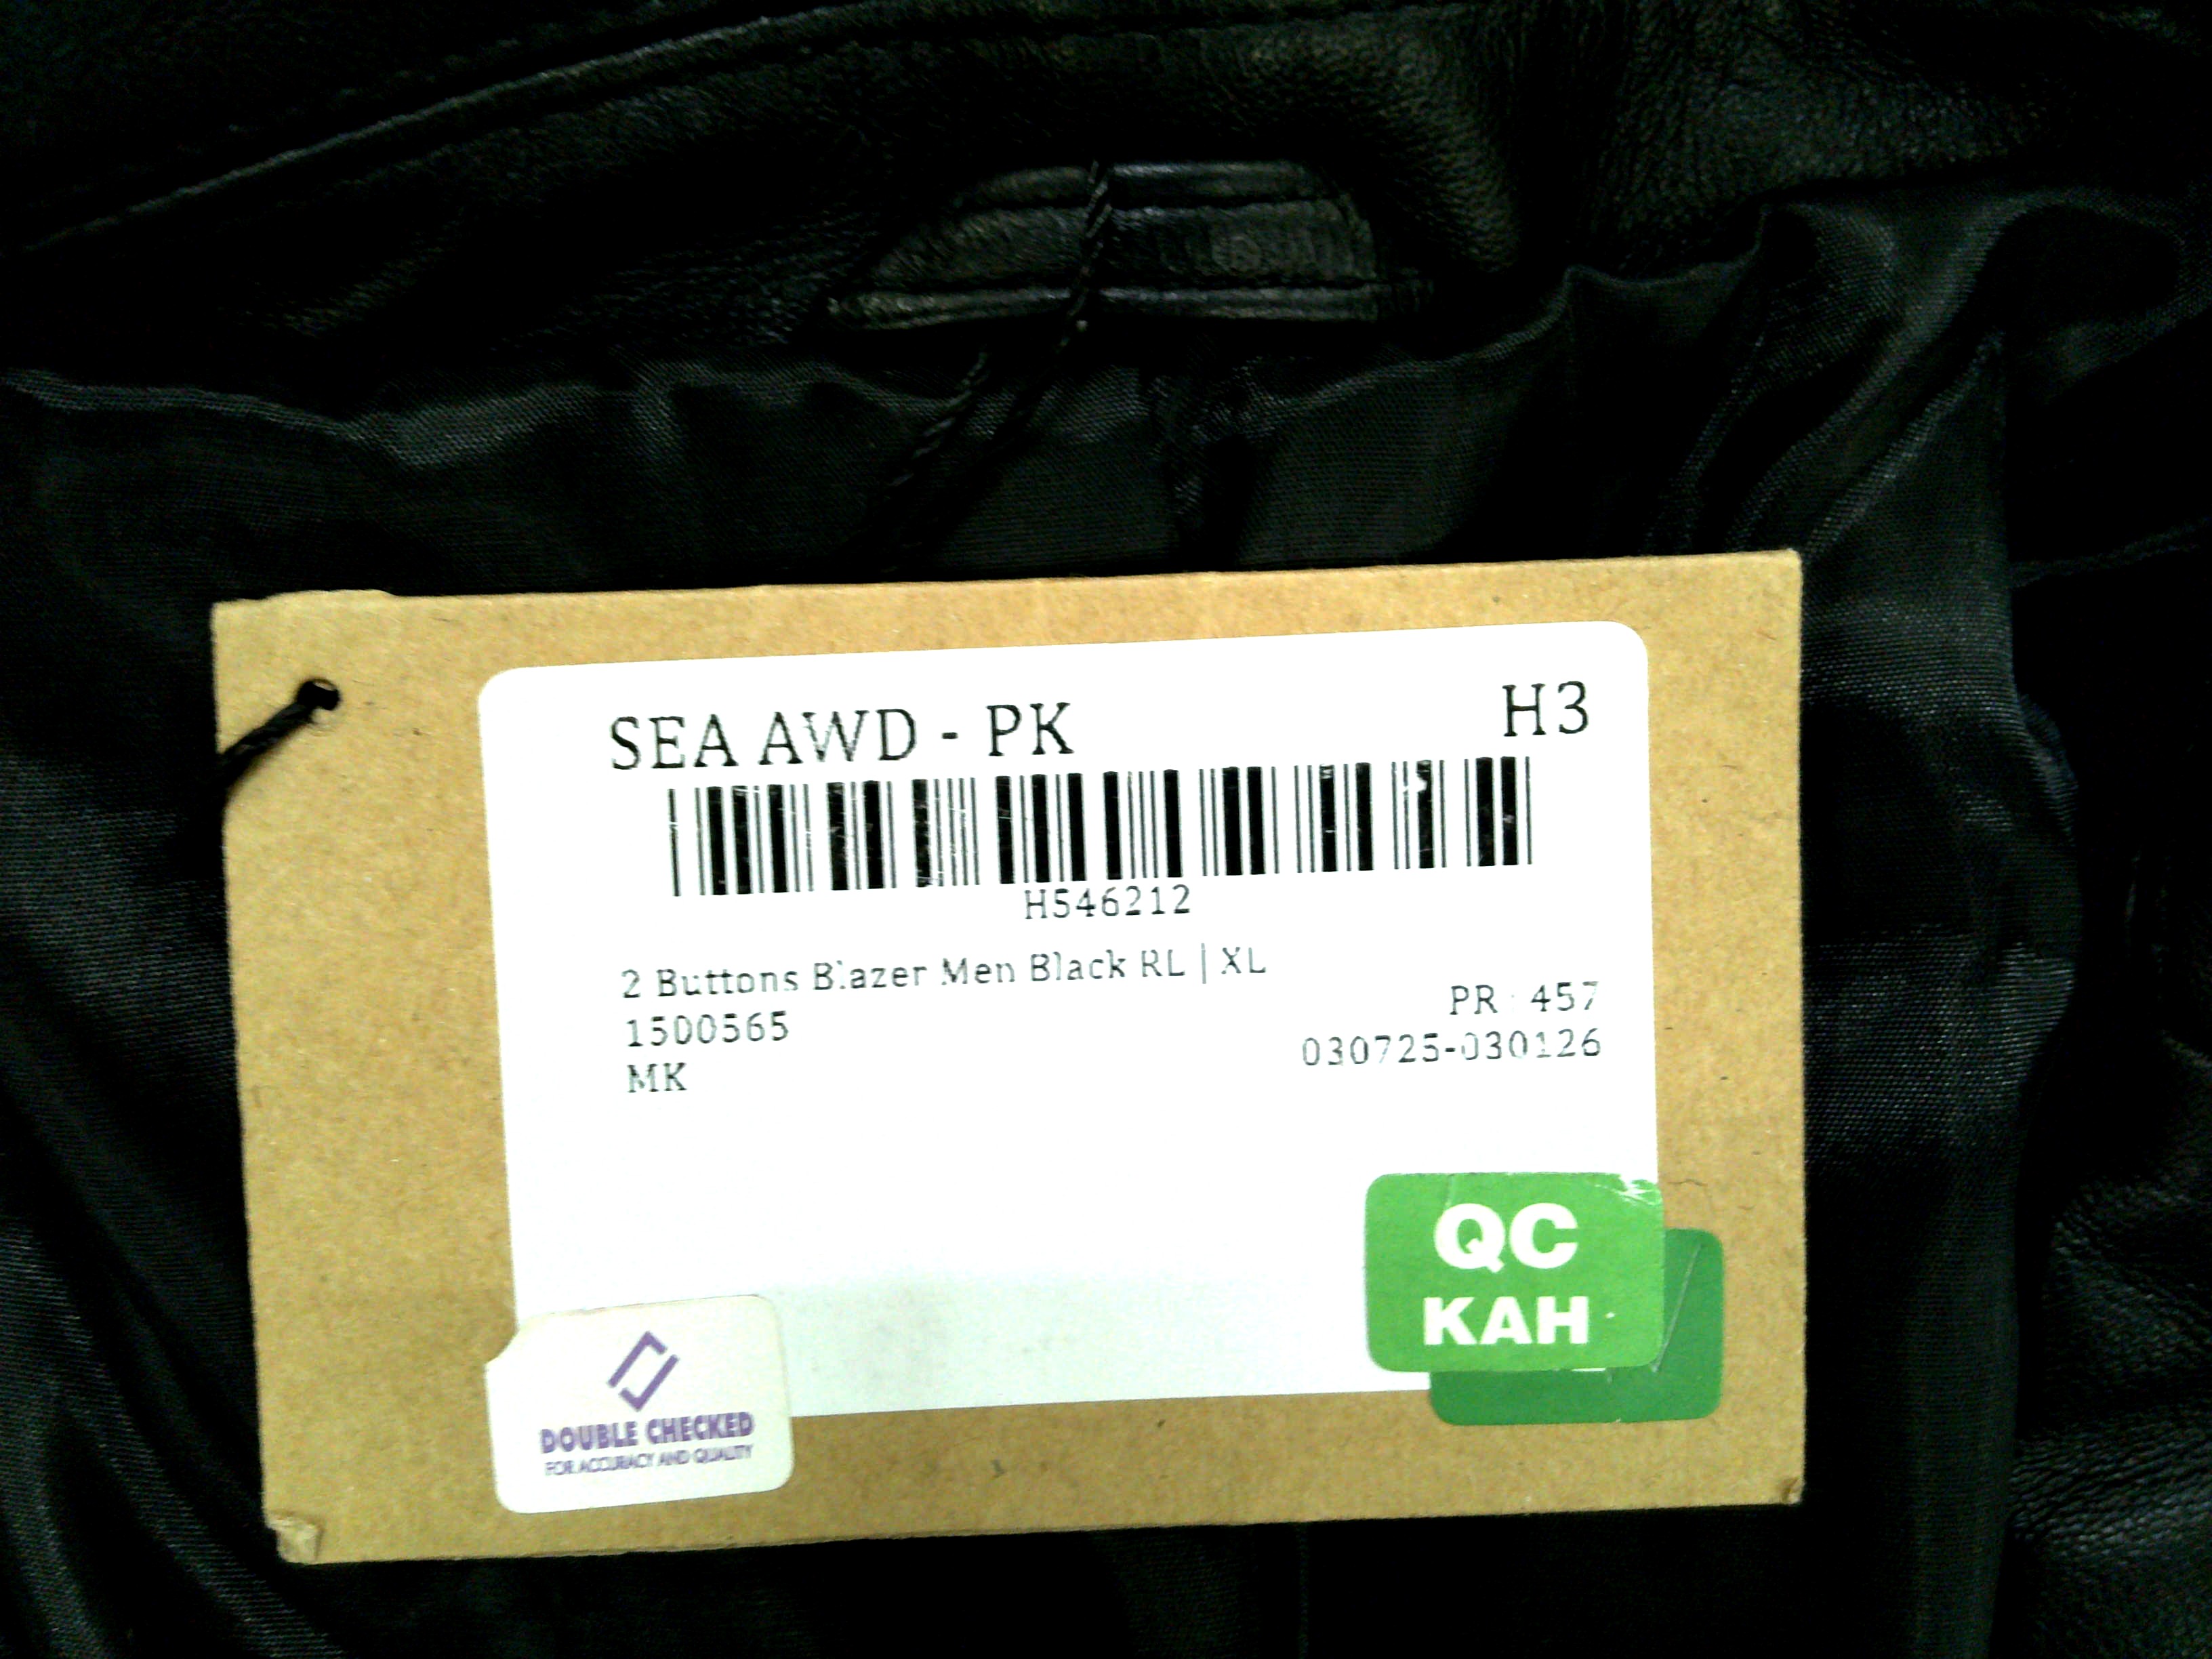 SEA AWD - PK H3
H546212
2 Buttons Blazer Men Black RL | XL
1500565 PR : 457
MK 030725-030126
QC
KAH
DOUBLE CHECKED
FOR ACCURACY AND QUALITY